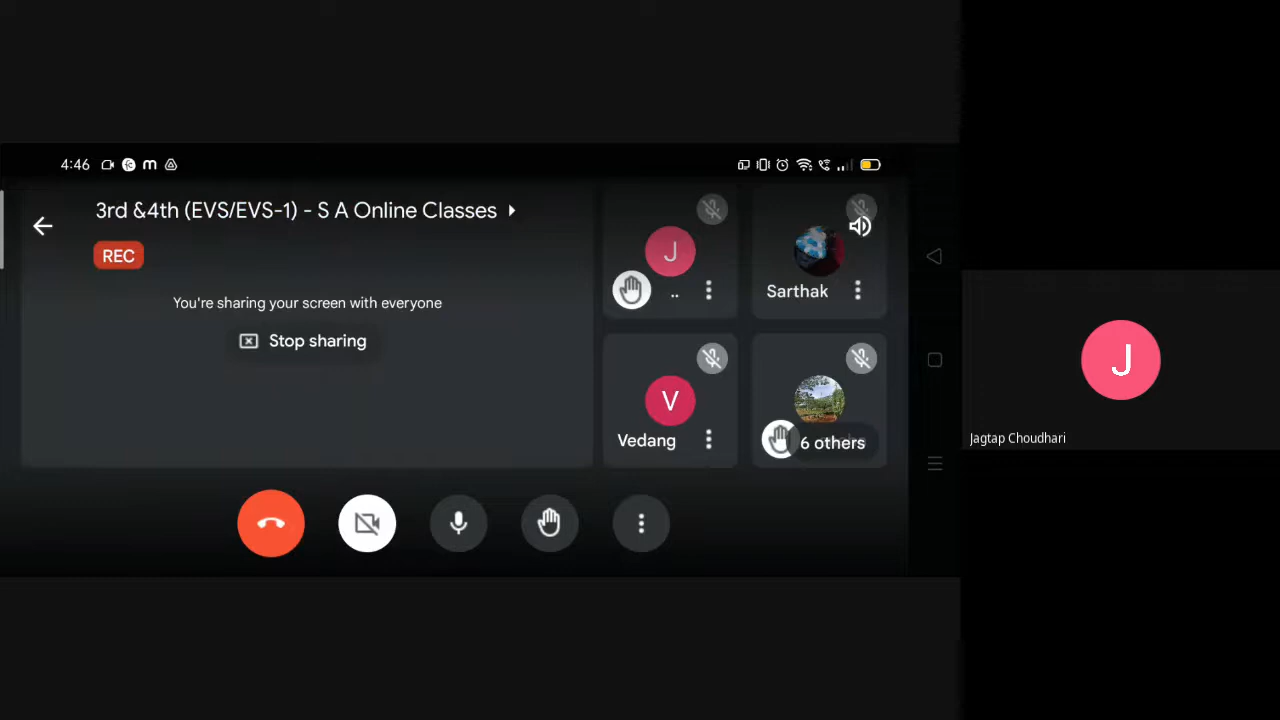 4:46
3rd &4th (EVS/EVS-1) - S A Online Classes
REC
You're sharing your screen with everyone
Stop sharing
J
..
Sarthak
V
Vedang
6 others
J
Jagtap Choudhari